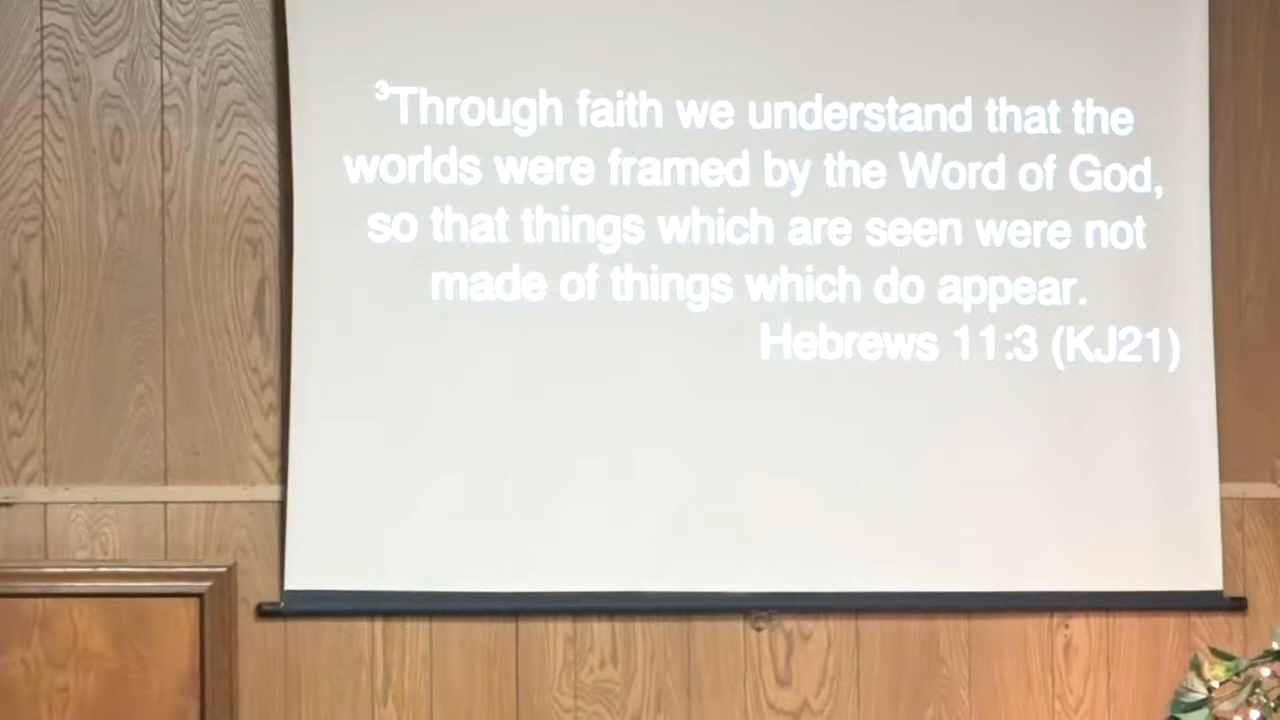 ³Through faith we understand that the
worlds were framed by the Word of God,
so that things which are seen were not
made of things which do appear.
Hebrews 11:3 (KJ21)